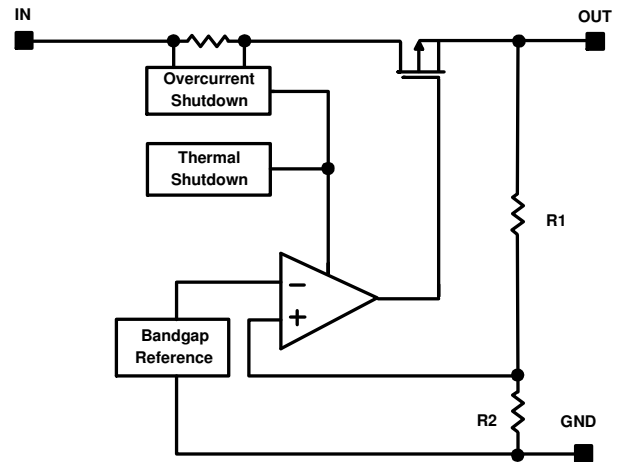 IN
OUT
Overcurrent
Shutdown
Thermal
Shutdown
R1
−
+
Bandgap
Reference
R2
GND